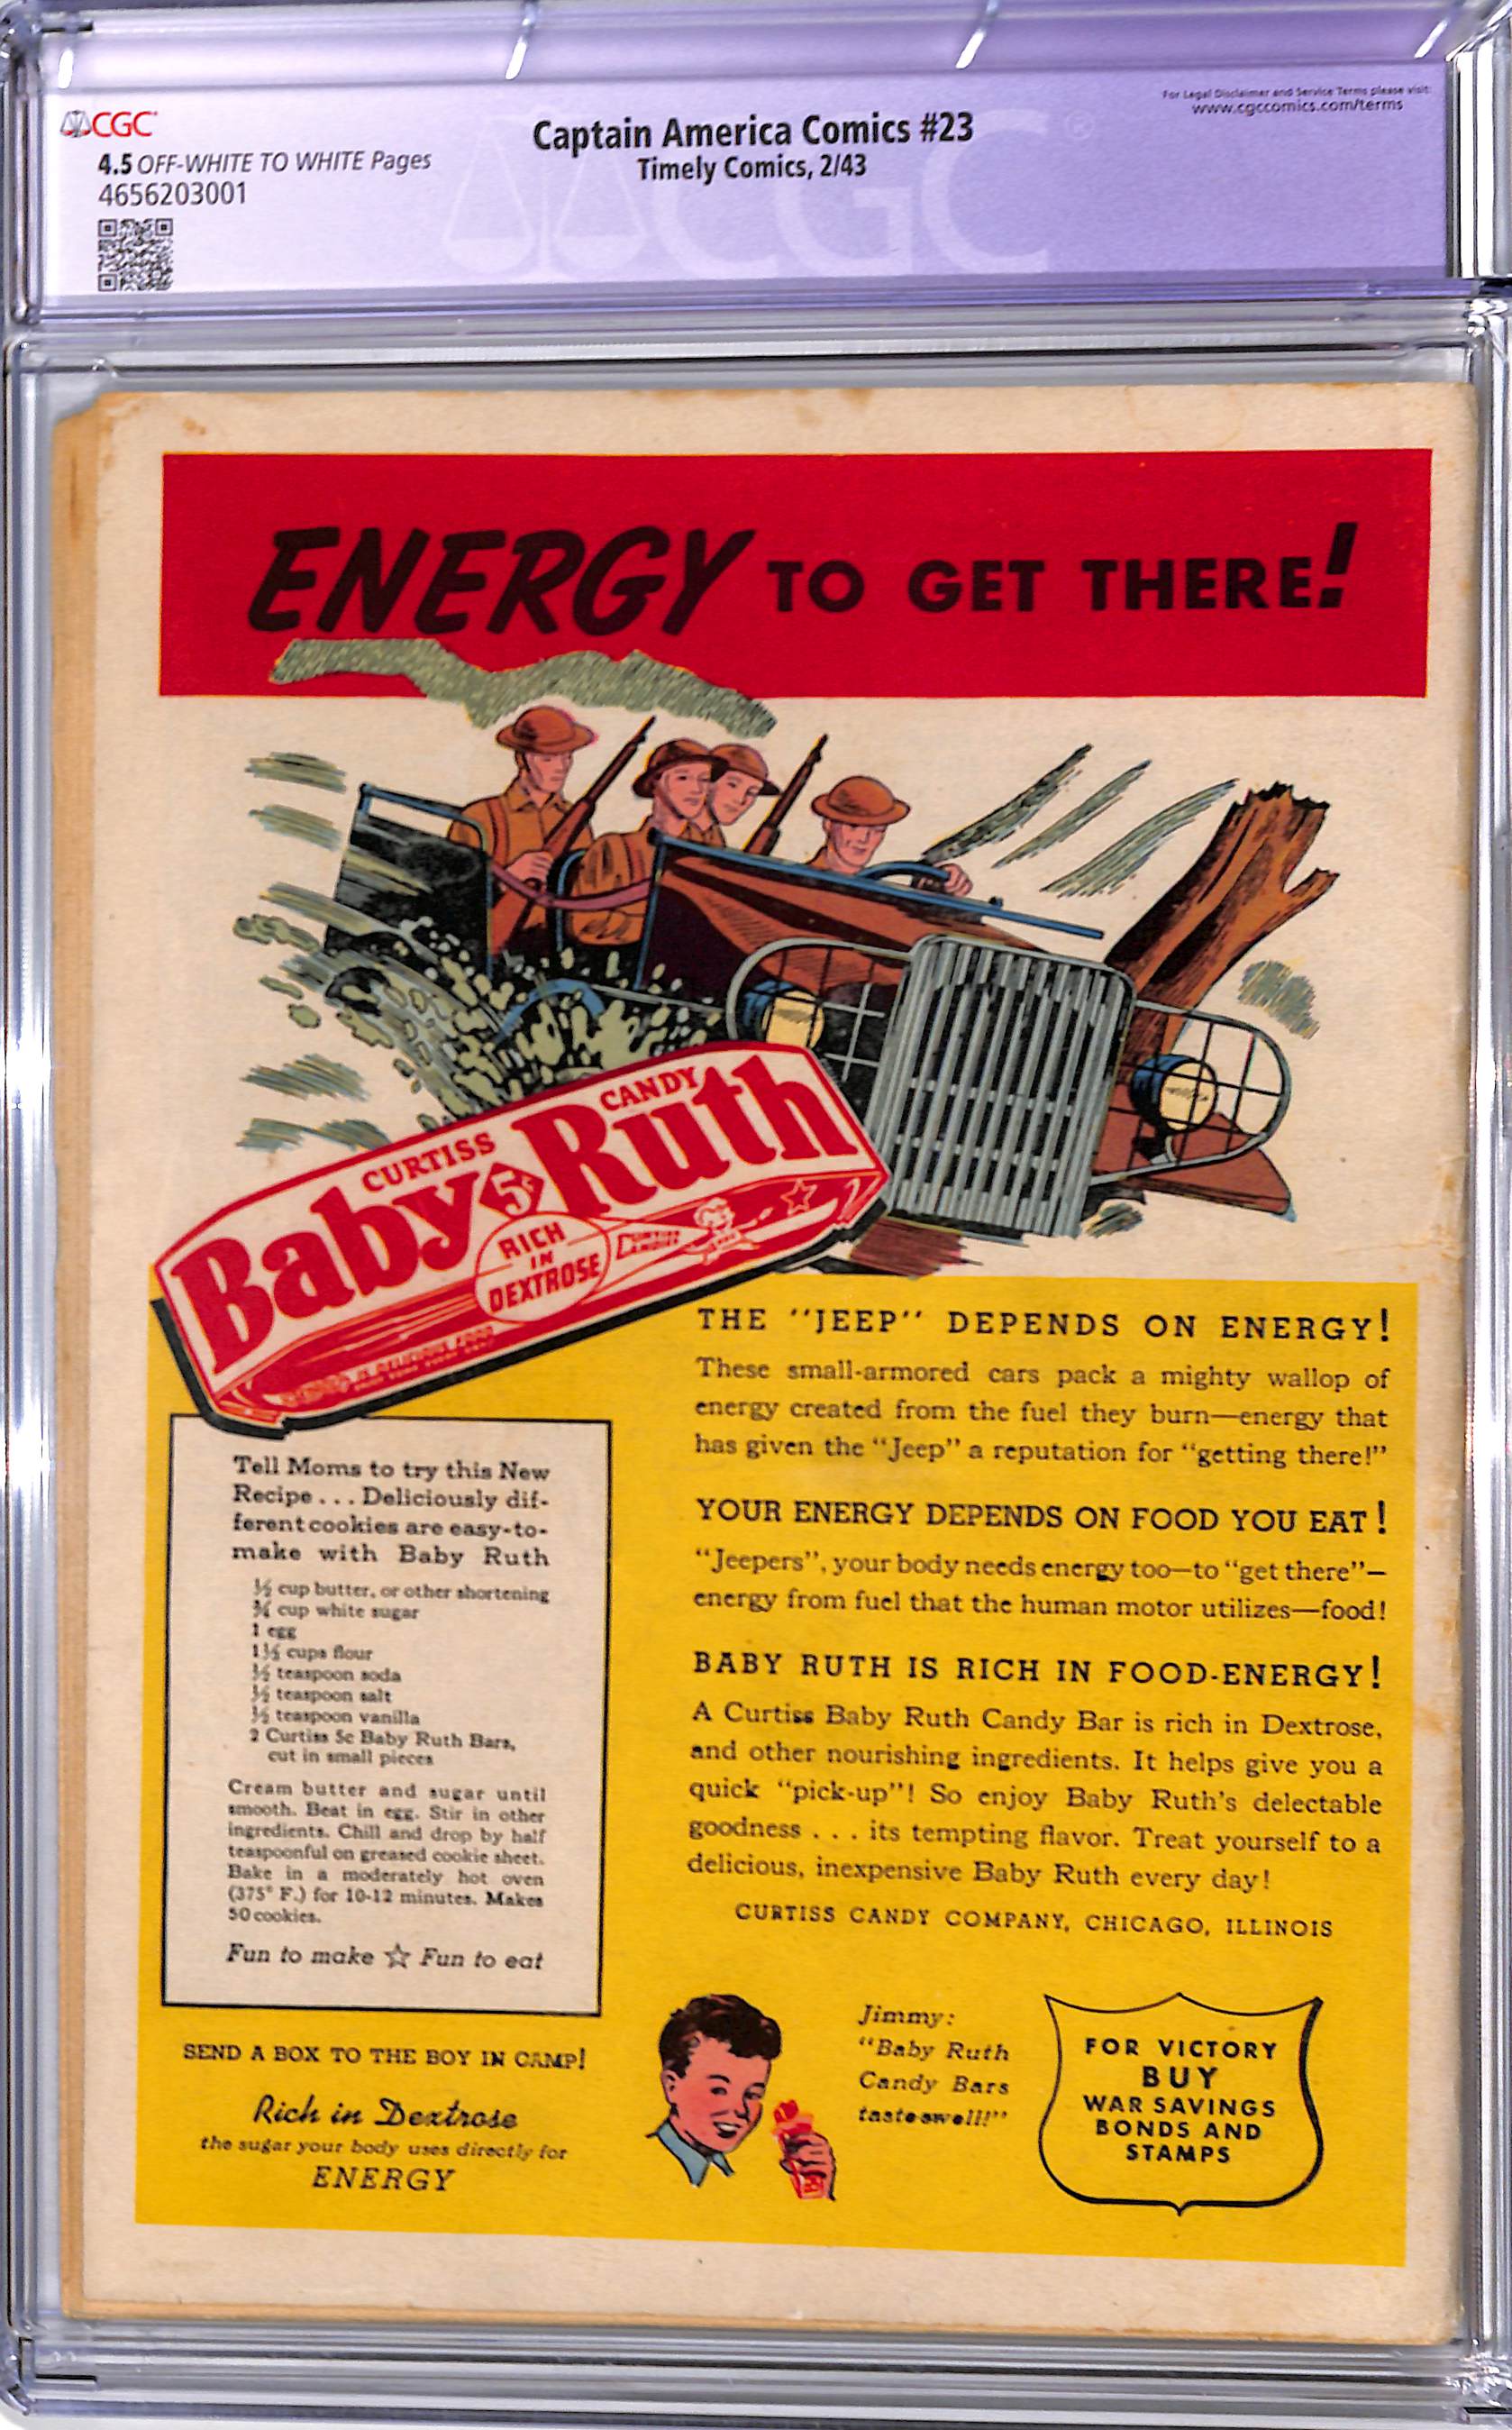 CGC
4.5 OFF-WHITE TO WHITE Pages
4656203001
Captain America Comics #23
Timely Comics, 2/43
For Legal Disclaimer and Service Terms please visit:
www.cgccomics.com/terms
CGC
ENERGY TO GET THERE!
CURTISS CANDY
Baby Ruth
5¢
RICH
IN
DEXTROSE
THE "JEEP" DEPENDS ON ENERGY!
These small-armored cars pack a mighty wallop of
energy created from the fuel they burn—energy that
has given the "Jeep" a reputation for "getting there!"
YOUR ENERGY DEPENDS ON FOOD YOU EAT!
"Jeepers", your body needs energy too—to "get there"—
energy from fuel that the human motor utilizes—food!
BABY RUTH IS RICH IN FOOD-ENERGY!
A Curtiss Baby Ruth Candy Bar is rich in Dextrose,
and other nourishing ingredients. It helps give you a
quick "pick-up"! So enjoy Baby Ruth's delectable
goodness . . . its tempting flavor. Treat yourself to a
delicious, inexpensive Baby Ruth every day!
CURTISS CANDY COMPANY, CHICAGO, ILLINOIS
Tell Moms to try this New
Recipe . . . Deliciously dif-
ferent cookies are easy-to-
make with Baby Ruth
½ cup butter, or other shortening
¾ cup white sugar
1 egg
1⅓ cups flour
½ teaspoon soda
½ teaspoon salt
½ teaspoon vanilla
2 Curtiss 5c Baby Ruth Bars,
cut in small pieces
Cream butter and sugar until
smooth. Beat in egg. Stir in other
ingredients. Chill and drop by half
teaspoonful on greased cookie sheet.
Bake in a moderately hot oven
(375° F.) for 10-12 minutes. Makes
50 cookies.
Fun to make ☆ Fun to eat
SEND A BOX TO THE BOY IN CAMP!
Rich in Dextrose
the sugar your body uses directly for
ENERGY
Jimmy:
"Baby Ruth
Candy Bars
taste swell!"
FOR VICTORY
BUY
WAR SAVINGS
BONDS AND
STAMPS